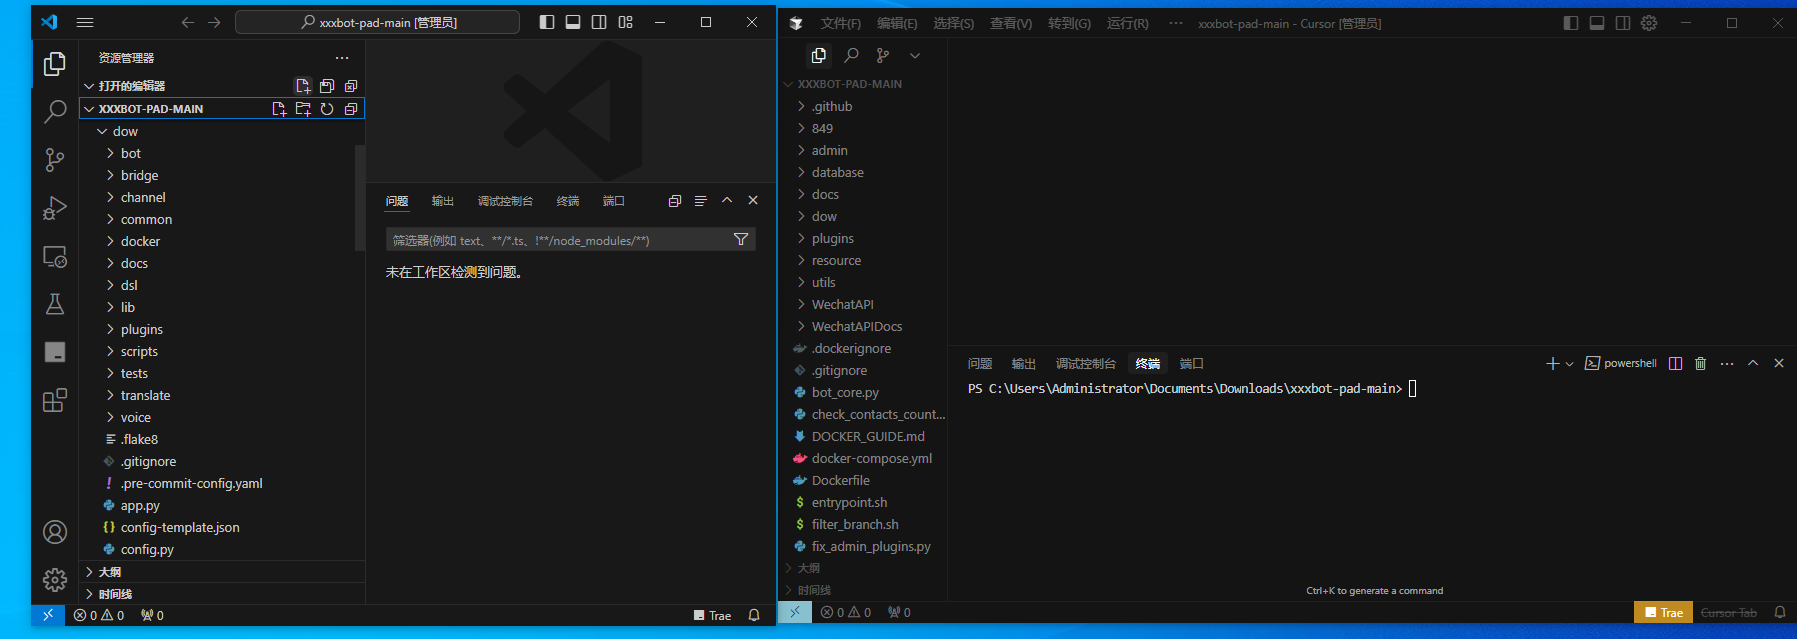 xxxbot-pad-main [管理员]
资源管理器
打开的编辑器
XXXBOT-PAD-MAIN
dow
bot
bridge
channel
common
docker
docs
dsl
lib
plugins
scripts
tests
translate
voice
.flake8
.gitignore
.pre-commit-config.yaml
app.py
config-template.json
config.py
大纲
时间线
问题 输出 调试控制台 终端 端口
筛选器(例如 text、**/*.ts、!**/node_modules/**)
未在工作区检测到问题。
0 0 0 Trae
文件(F) 编辑(E) 选择(S) 查看(V) 转到(G) 运行(R) ··· xxxbot-pad-main - Cursor [管理员]
XXXBOT-PAD-MAIN
.github
849
admin
database
docs
dow
plugins
resource
utils
WechatAPI
WechatAPIDocs
.dockerignore
.gitignore
bot_core.py
check_contacts_count...
DOCKER_GUIDE.md
docker-compose.yml
Dockerfile
entrypoint.sh
filter_branch.sh
fix_admin_plugins.py
大纲
时间线
问题 输出 调试控制台 终端 端口 powershell
PS C:\Users\Administrator\Documents\Downloads\xxxbot-pad-main>
Ctrl+K to generate a command
0 0 0 Trae Cursor Tab